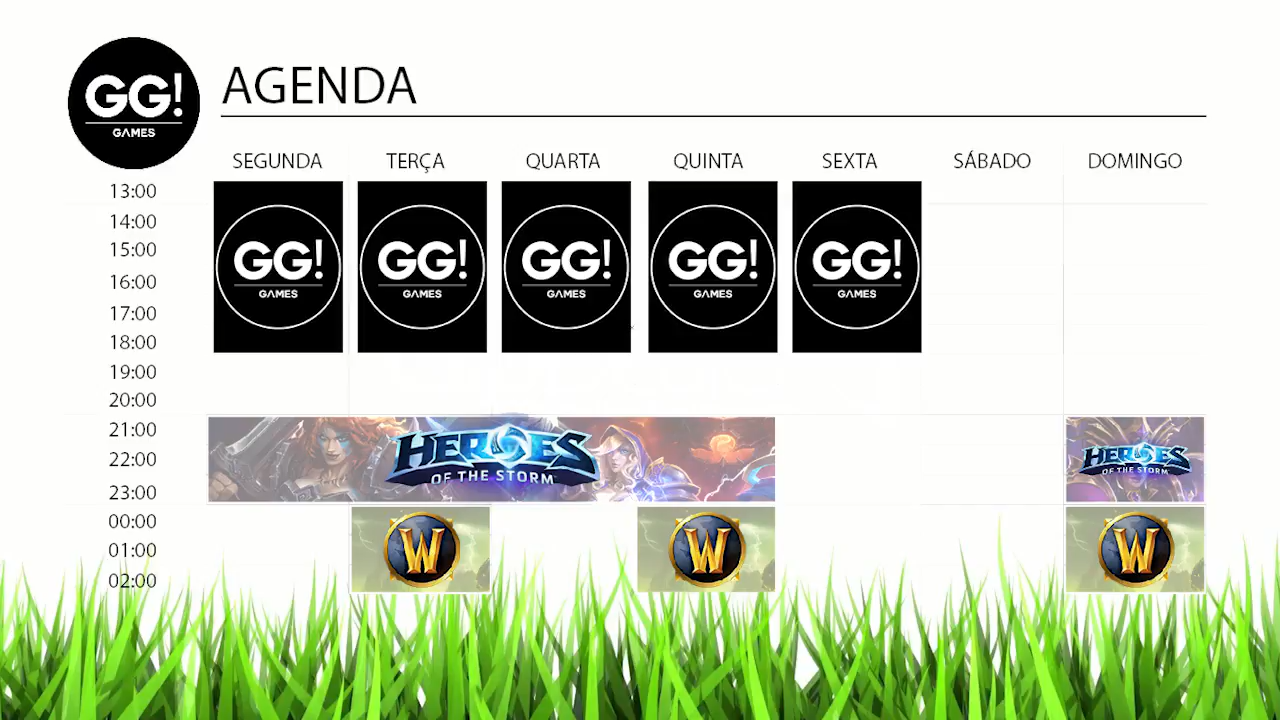 GG!
GAMES
AGENDA
SEGUNDA TERÇA QUARTA QUINTA SEXTA SÁBADO DOMINGO
13:00
14:00
15:00
16:00
17:00
18:00
GG! GG! GG! GG! GG!
GAMES GAMES GAMES GAMES GAMES
19:00
20:00
21:00
22:00
23:00
HEROES
OF THE STORM
HEROES
OF THE STORM
00:00
01:00
02:00
W W W